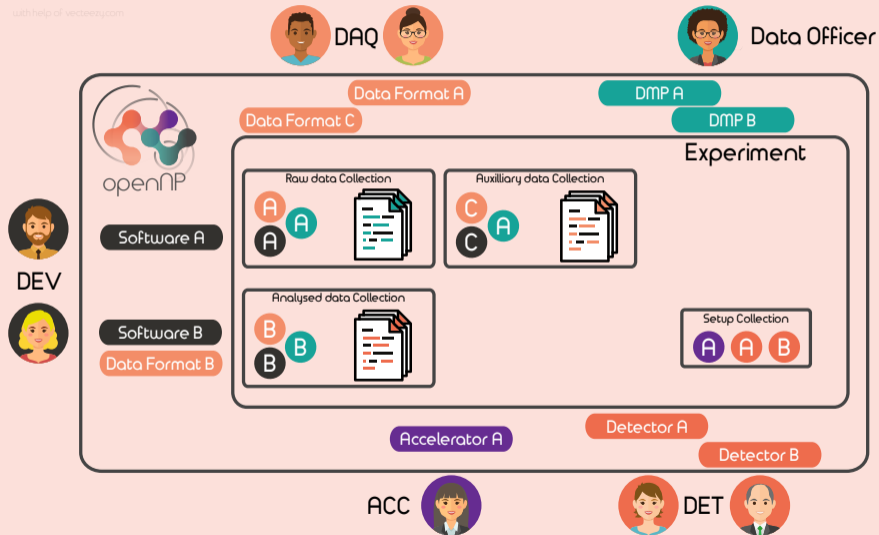 with help of vecteezy.com
DAQ
Data Officer
Data Format A
DMP A
Data Format C
DMP B
Experiment
openNP
Raw data Collection
Auxilliary data Collection
A
A
A
C
C
A
Software A
DEV
Analysed data Collection
B
B
B
Setup Collection
A A B
Software B
Data Format B
Accelerator A
Detector A
Detector B
ACC
DET